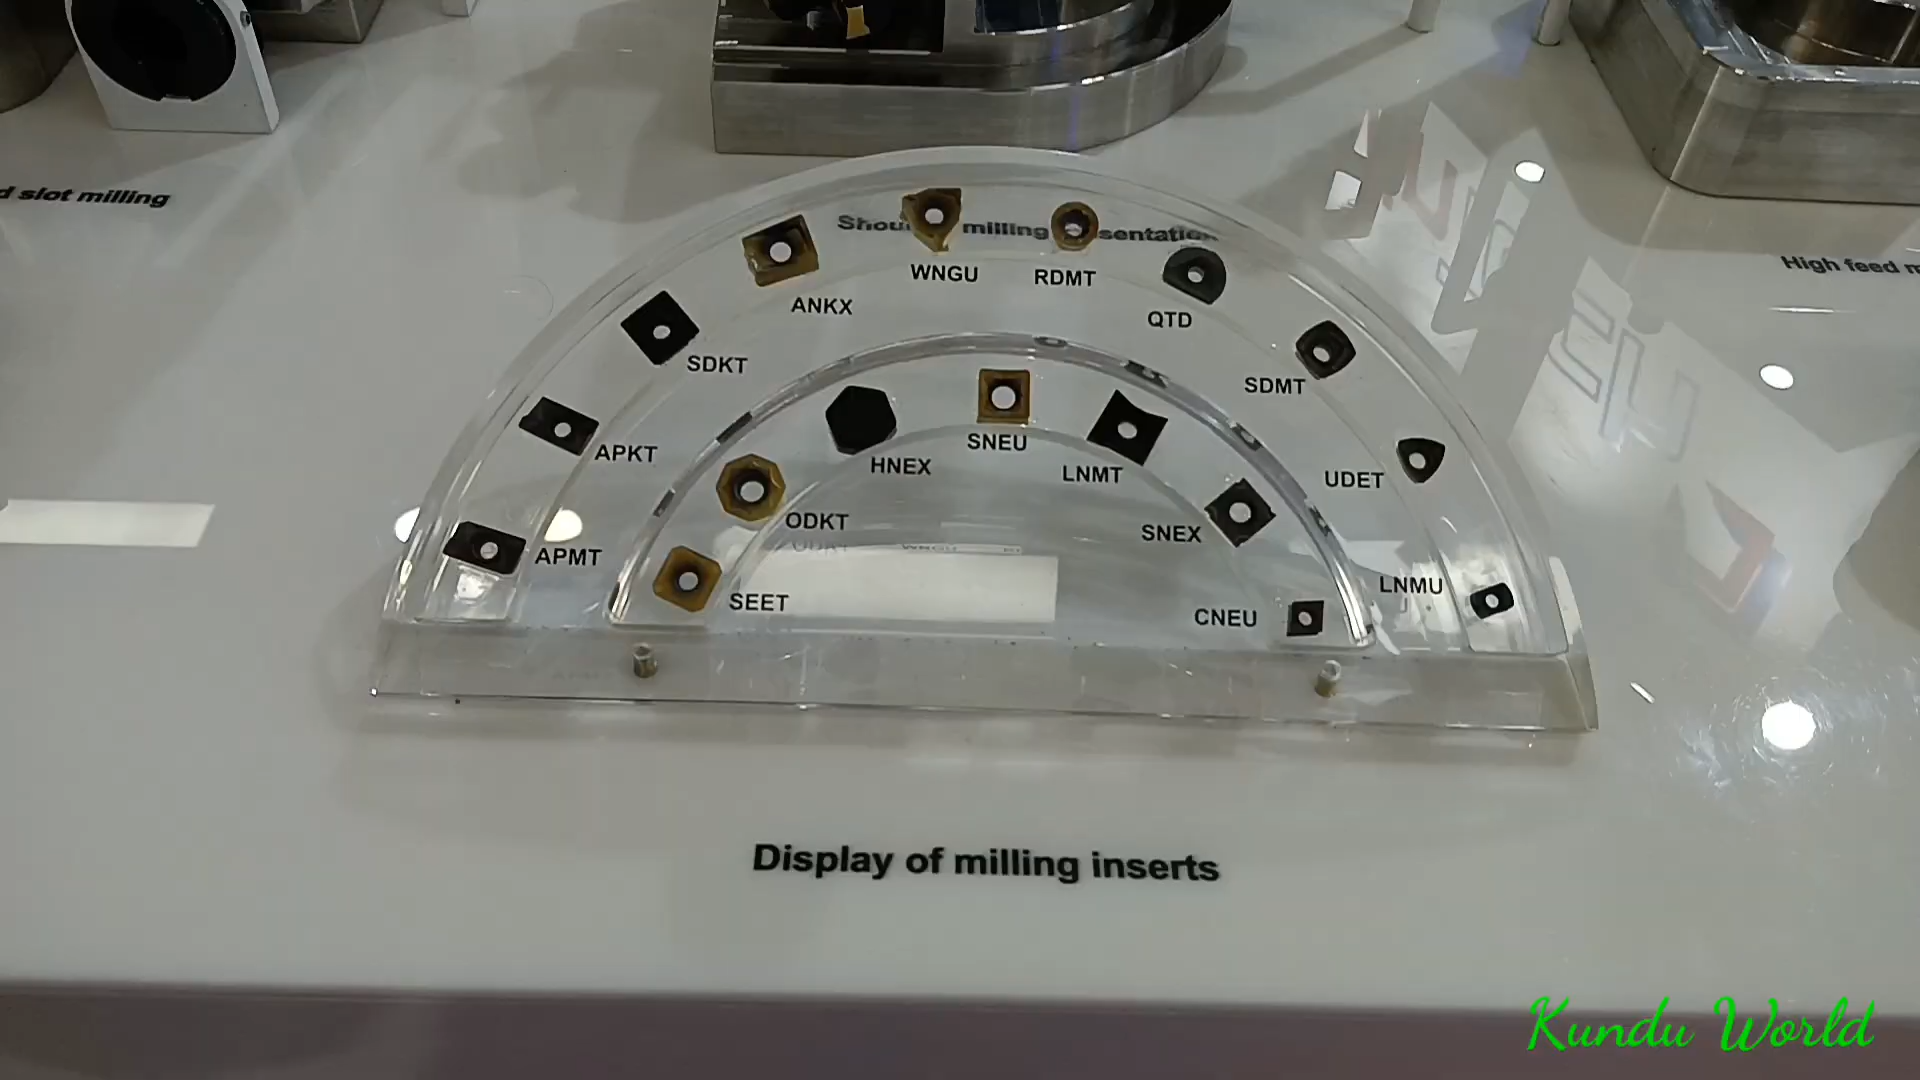 d slot milling
milling
High feed
WNGU
RDMT
ANKX
QTD
SDKT
SDMT
APKT
UDET
APMT
LNMU
SNEU
HNEX
LNMT
ODKT
SNEX
SEET
CNEU
Display of milling inserts
Kundu World